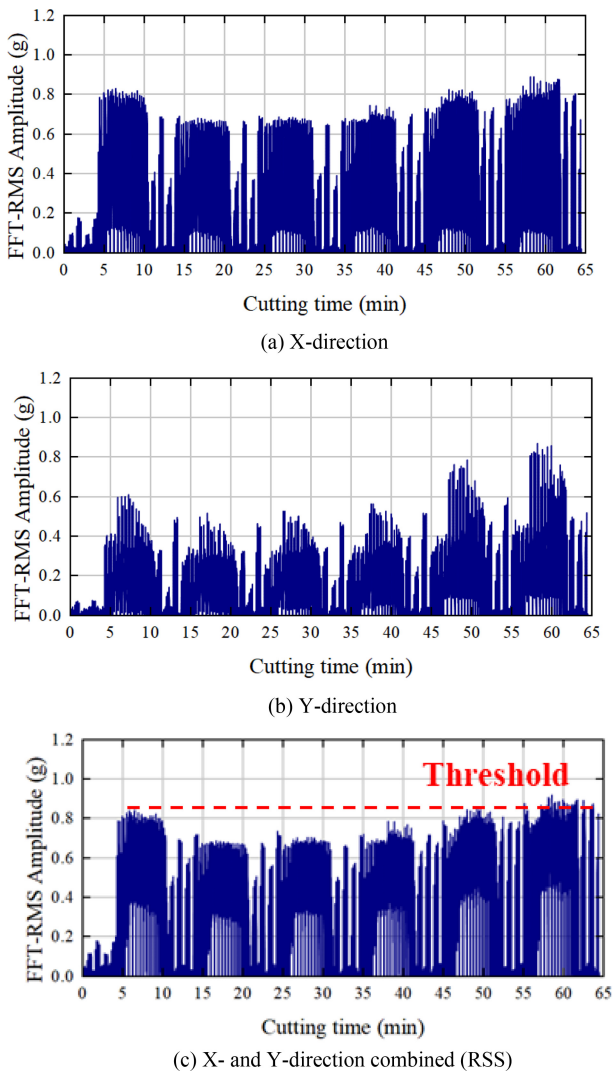 1.2
1.0
0.8
0.6
0.4
0.2
0.0
FFT-RMS Amplitude (g)
0 5 10 15 20 25 30 35 40 45 50 55 60 65
Cutting time (min)
(a) X-direction
1.2
1.0
0.8
0.6
0.4
0.2
0.0
FFT-RMS Amplitude (g)
0 5 10 15 20 25 30 35 40 45 50 55 60 65
Cutting time (min)
(b) Y-direction
1.2
1.0
0.8
0.6
0.4
0.2
0.0
FFT-RMS Amplitude (g)
Threshold
0 5 10 15 20 25 30 35 40 45 50 55 60 65
Cutting time (min)
(c) X- and Y-direction combined (RSS)